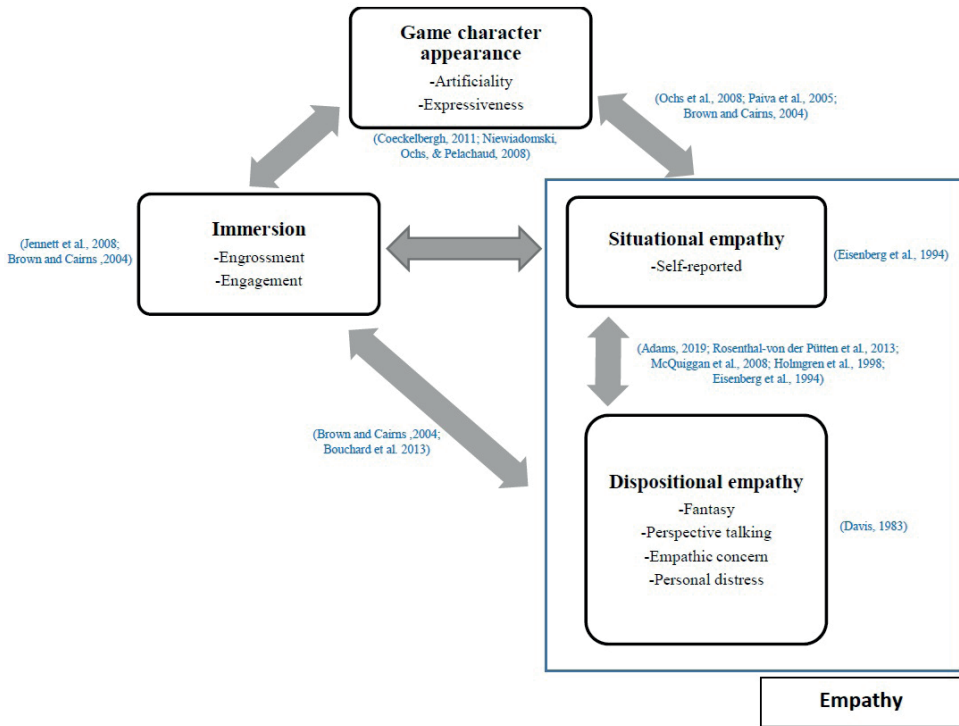 Game character
appearance
-Artificiality
-Expressiveness
(Ochs et al., 2008; Paiva et al., 2005;
Brown and Cairns, 2004)
(Coeckelbergh, 2011; Niewiadomski,
Ochs, & Pelachaud, 2008)
(Jennett et al., 2008;
Brown and Cairns ,2004)
Immersion
-Engrossment
-Engagement
Situational empathy
-Self-reported
(Eisenberg et al., 1994)
(Adams, 2019; Rosenthal-von der Pütten et al., 2013;
McQuiggan et al., 2008; Holmgren et al., 1998;
Eisenberg et al., 1994)
(Brown and Cairns ,2004;
Bouchard et al. 2013)
Dispositional empathy
-Fantasy
-Perspective talking
-Empathic concern
-Personal distress
(Davis, 1983)
Empathy